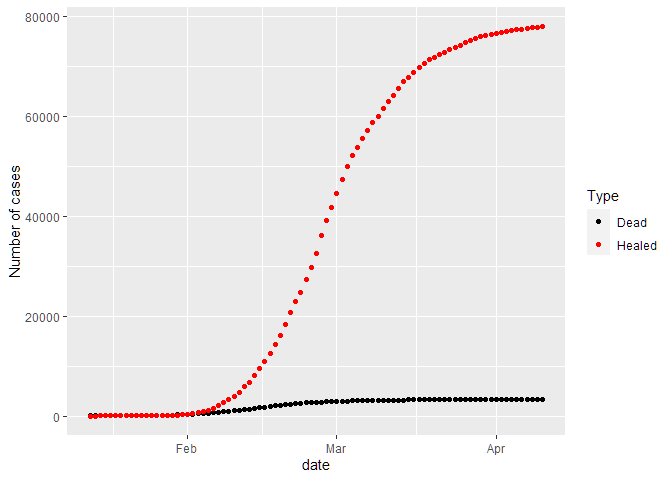 80000
60000
40000
20000
0
Number of cases
Feb
Mar
Apr
date
Type
Dead
Healed